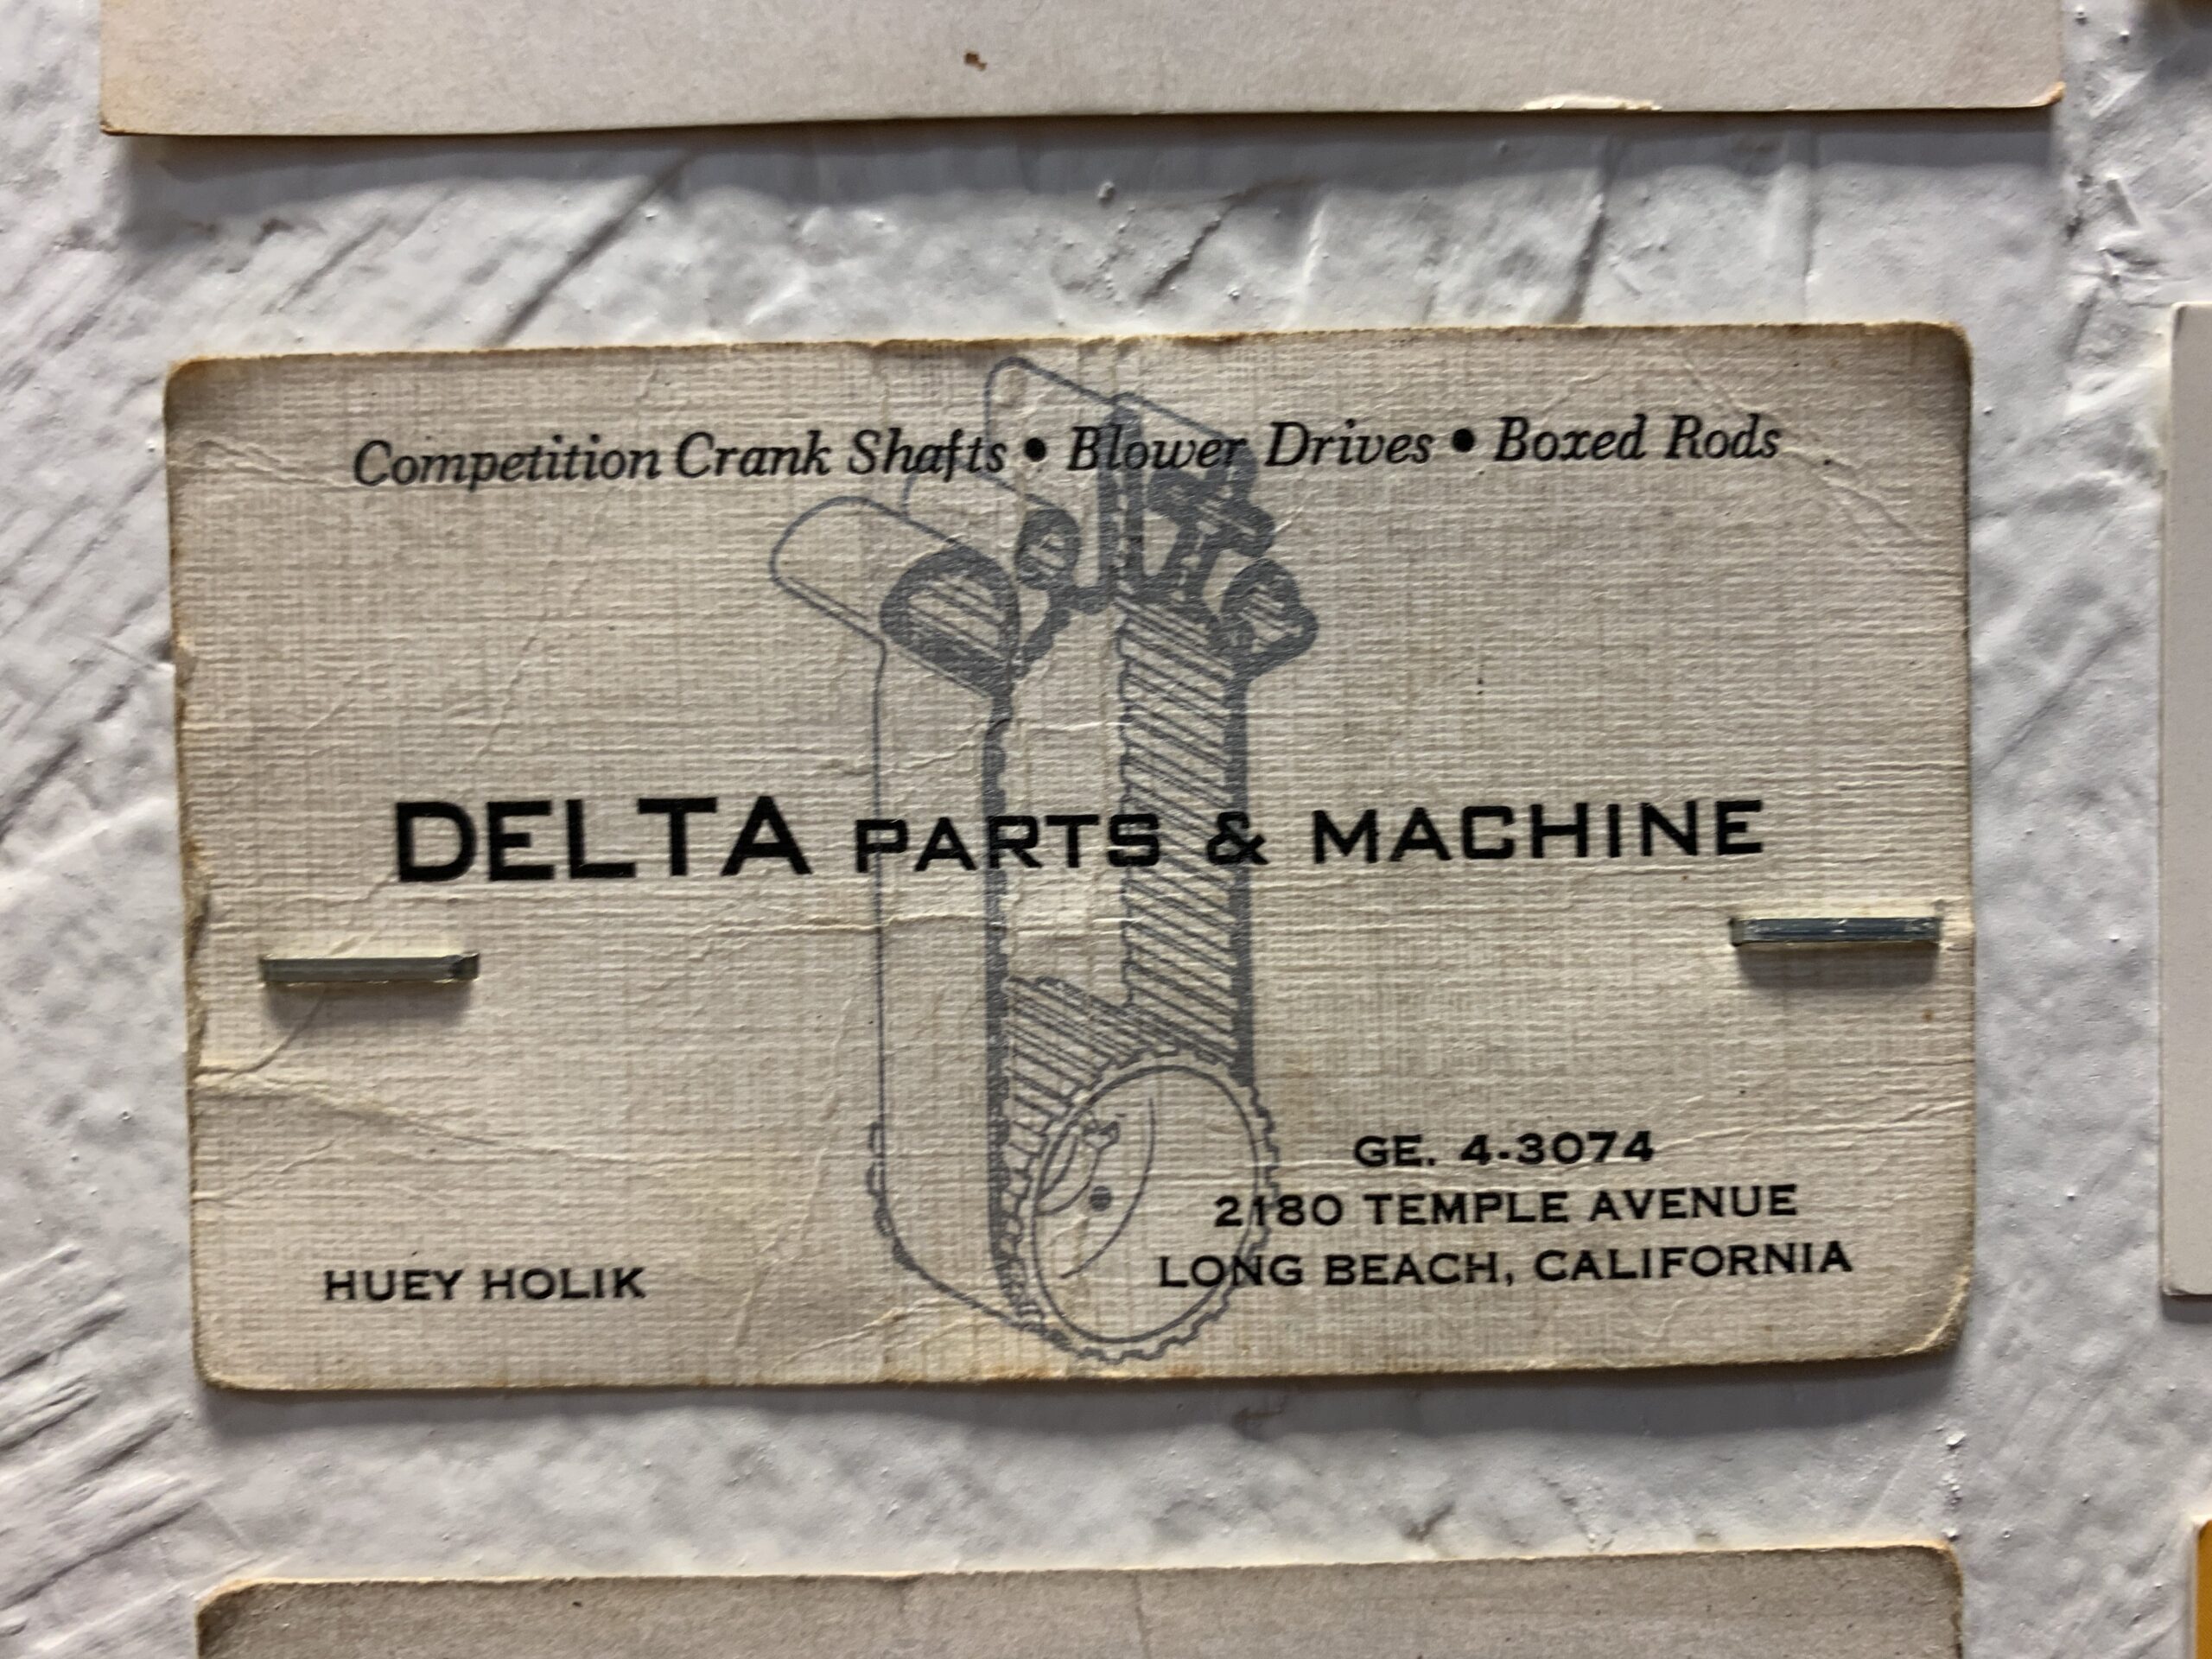 Competition Crank Shafts • Blower Drives • Boxed Rods
DELTA PARTS & MACHINE
GE. 4-3074
2180 TEMPLE AVENUE
HUEY HOLIK
LONG BEACH, CALIFORNIA